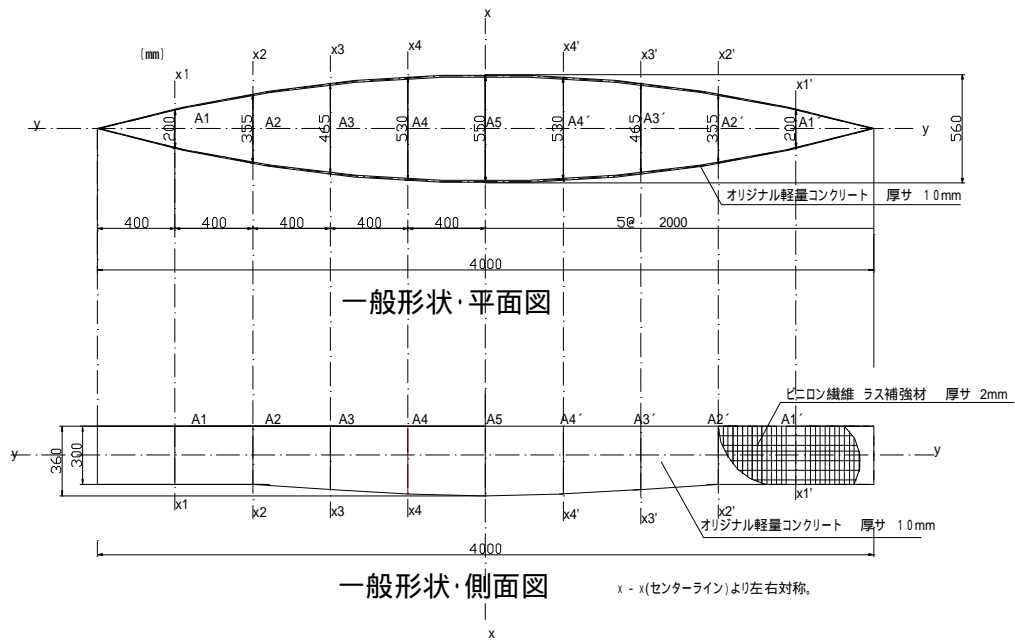 x
(mm)
x1
x2
x3
x4
x4'
x3'
x2'
x1'
y
A1
A2
A3
A4
A5
A4´
A3´
A2´
A1´
y
200
355
465
530
550
530
465
355
200
560
オリジナル軽量コンクリート 厚サ 10mm
400
400
400
400
400
5@ 2000
4000
一般形状・平面図
ビニロン繊維 ラス補強材 厚サ 2mm
A1
A2
A3
A4
A5
A4´
A3´
A2´
A1´
y
360
300
y
x1
x2
x3
x4
x4'
x3'
x2'
x1'
オリジナル軽量コンクリート 厚サ 10mm
4000
一般形状・側面図
x - x(センターライン)より左右対称。
x